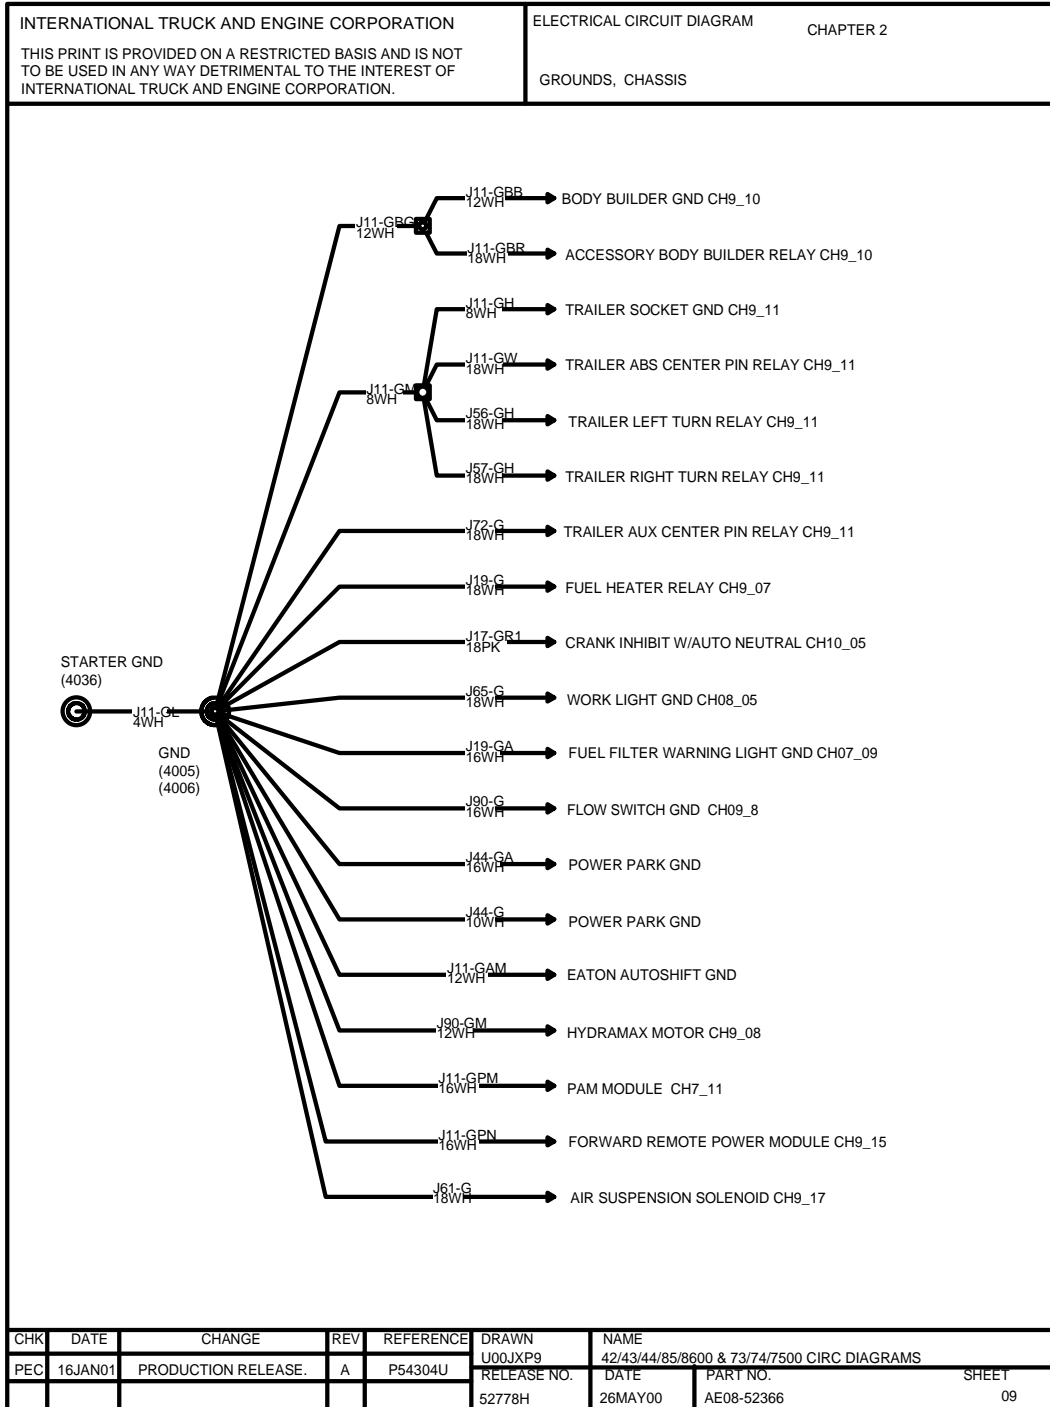 INTERNATIONAL TRUCK AND ENGINE CORPORATION
THIS PRINT IS PROVIDED ON A RESTRICTED BASIS AND IS NOT
TO BE USED IN ANY WAY DETRIMENTAL TO THE INTEREST OF
INTERNATIONAL TRUCK AND ENGINE CORPORATION.
ELECTRICAL CIRCUIT DIAGRAM
CHAPTER 2
GROUNDS, CHASSIS
J11-GBB
12WH
BODY BUILDER GND CH9_10
J11-GBC
12WH
J11-GBR
18WH
ACCESSORY BODY BUILDER RELAY CH9_10
J11-GH
8WH
TRAILER SOCKET GND CH9_11
J11-GW
18WH
TRAILER ABS CENTER PIN RELAY CH9_11
J11-GM
8WH
J56-GH
18WH
TRAILER LEFT TURN RELAY CH9_11
J57-GH
18WH
TRAILER RIGHT TURN RELAY CH9_11
J72-G
18WH
TRAILER AUX CENTER PIN RELAY CH9_11
J19-G
18WH
FUEL HEATER RELAY CH9_07
J17-GR1
18PK
CRANK INHIBIT W/AUTO NEUTRAL CH10_05
STARTER GND
(4036)
J65-G
18WH
WORK LIGHT GND CH08_05
J11-GL
4WH
GND
(4005)
(4006)
J19-GA
16WH
FUEL FILTER WARNING LIGHT GND CH07_09
J90-G
16WH
FLOW SWITCH GND CH09_8
J44-GA
16WH
POWER PARK GND
J44-G
10WH
POWER PARK GND
J11-GAM
12WH
EATON AUTOSHIFT GND
J90-GM
12WH
HYDRAMAX MOTOR CH9_08
J11-GPM
16WH
PAM MODULE CH7_11
J11-GPN
16WH
FORWARD REMOTE POWER MODULE CH9_15
J61-G
18WH
AIR SUSPENSION SOLENOID CH9_17
CHK DATE CHANGE REV REFERENCE
PEC 16JAN01 PRODUCTION RELEASE. A P54304U
DRAWN
U00JXP9
NAME
42/43/44/85/8600 & 73/74/7500 CIRC DIAGRAMS
RELEASE NO.
52778H
DATE
26MAY00
PART NO.
AE08-52366
SHEET
09